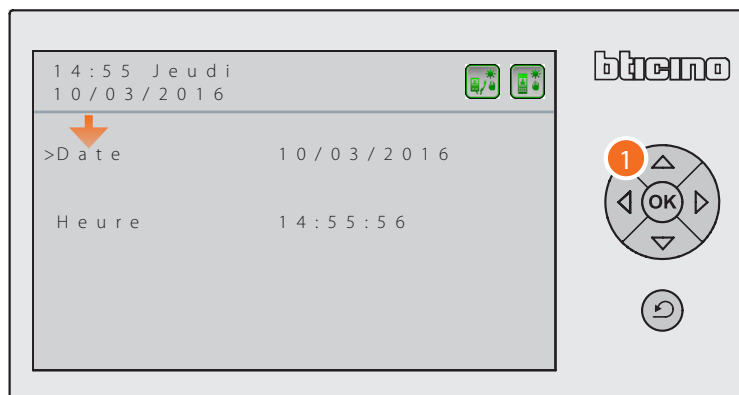 14:55 Jeudi
10/03/2016
bticino
>Date 10/03/2016
Heure 14:55:56
1
OK